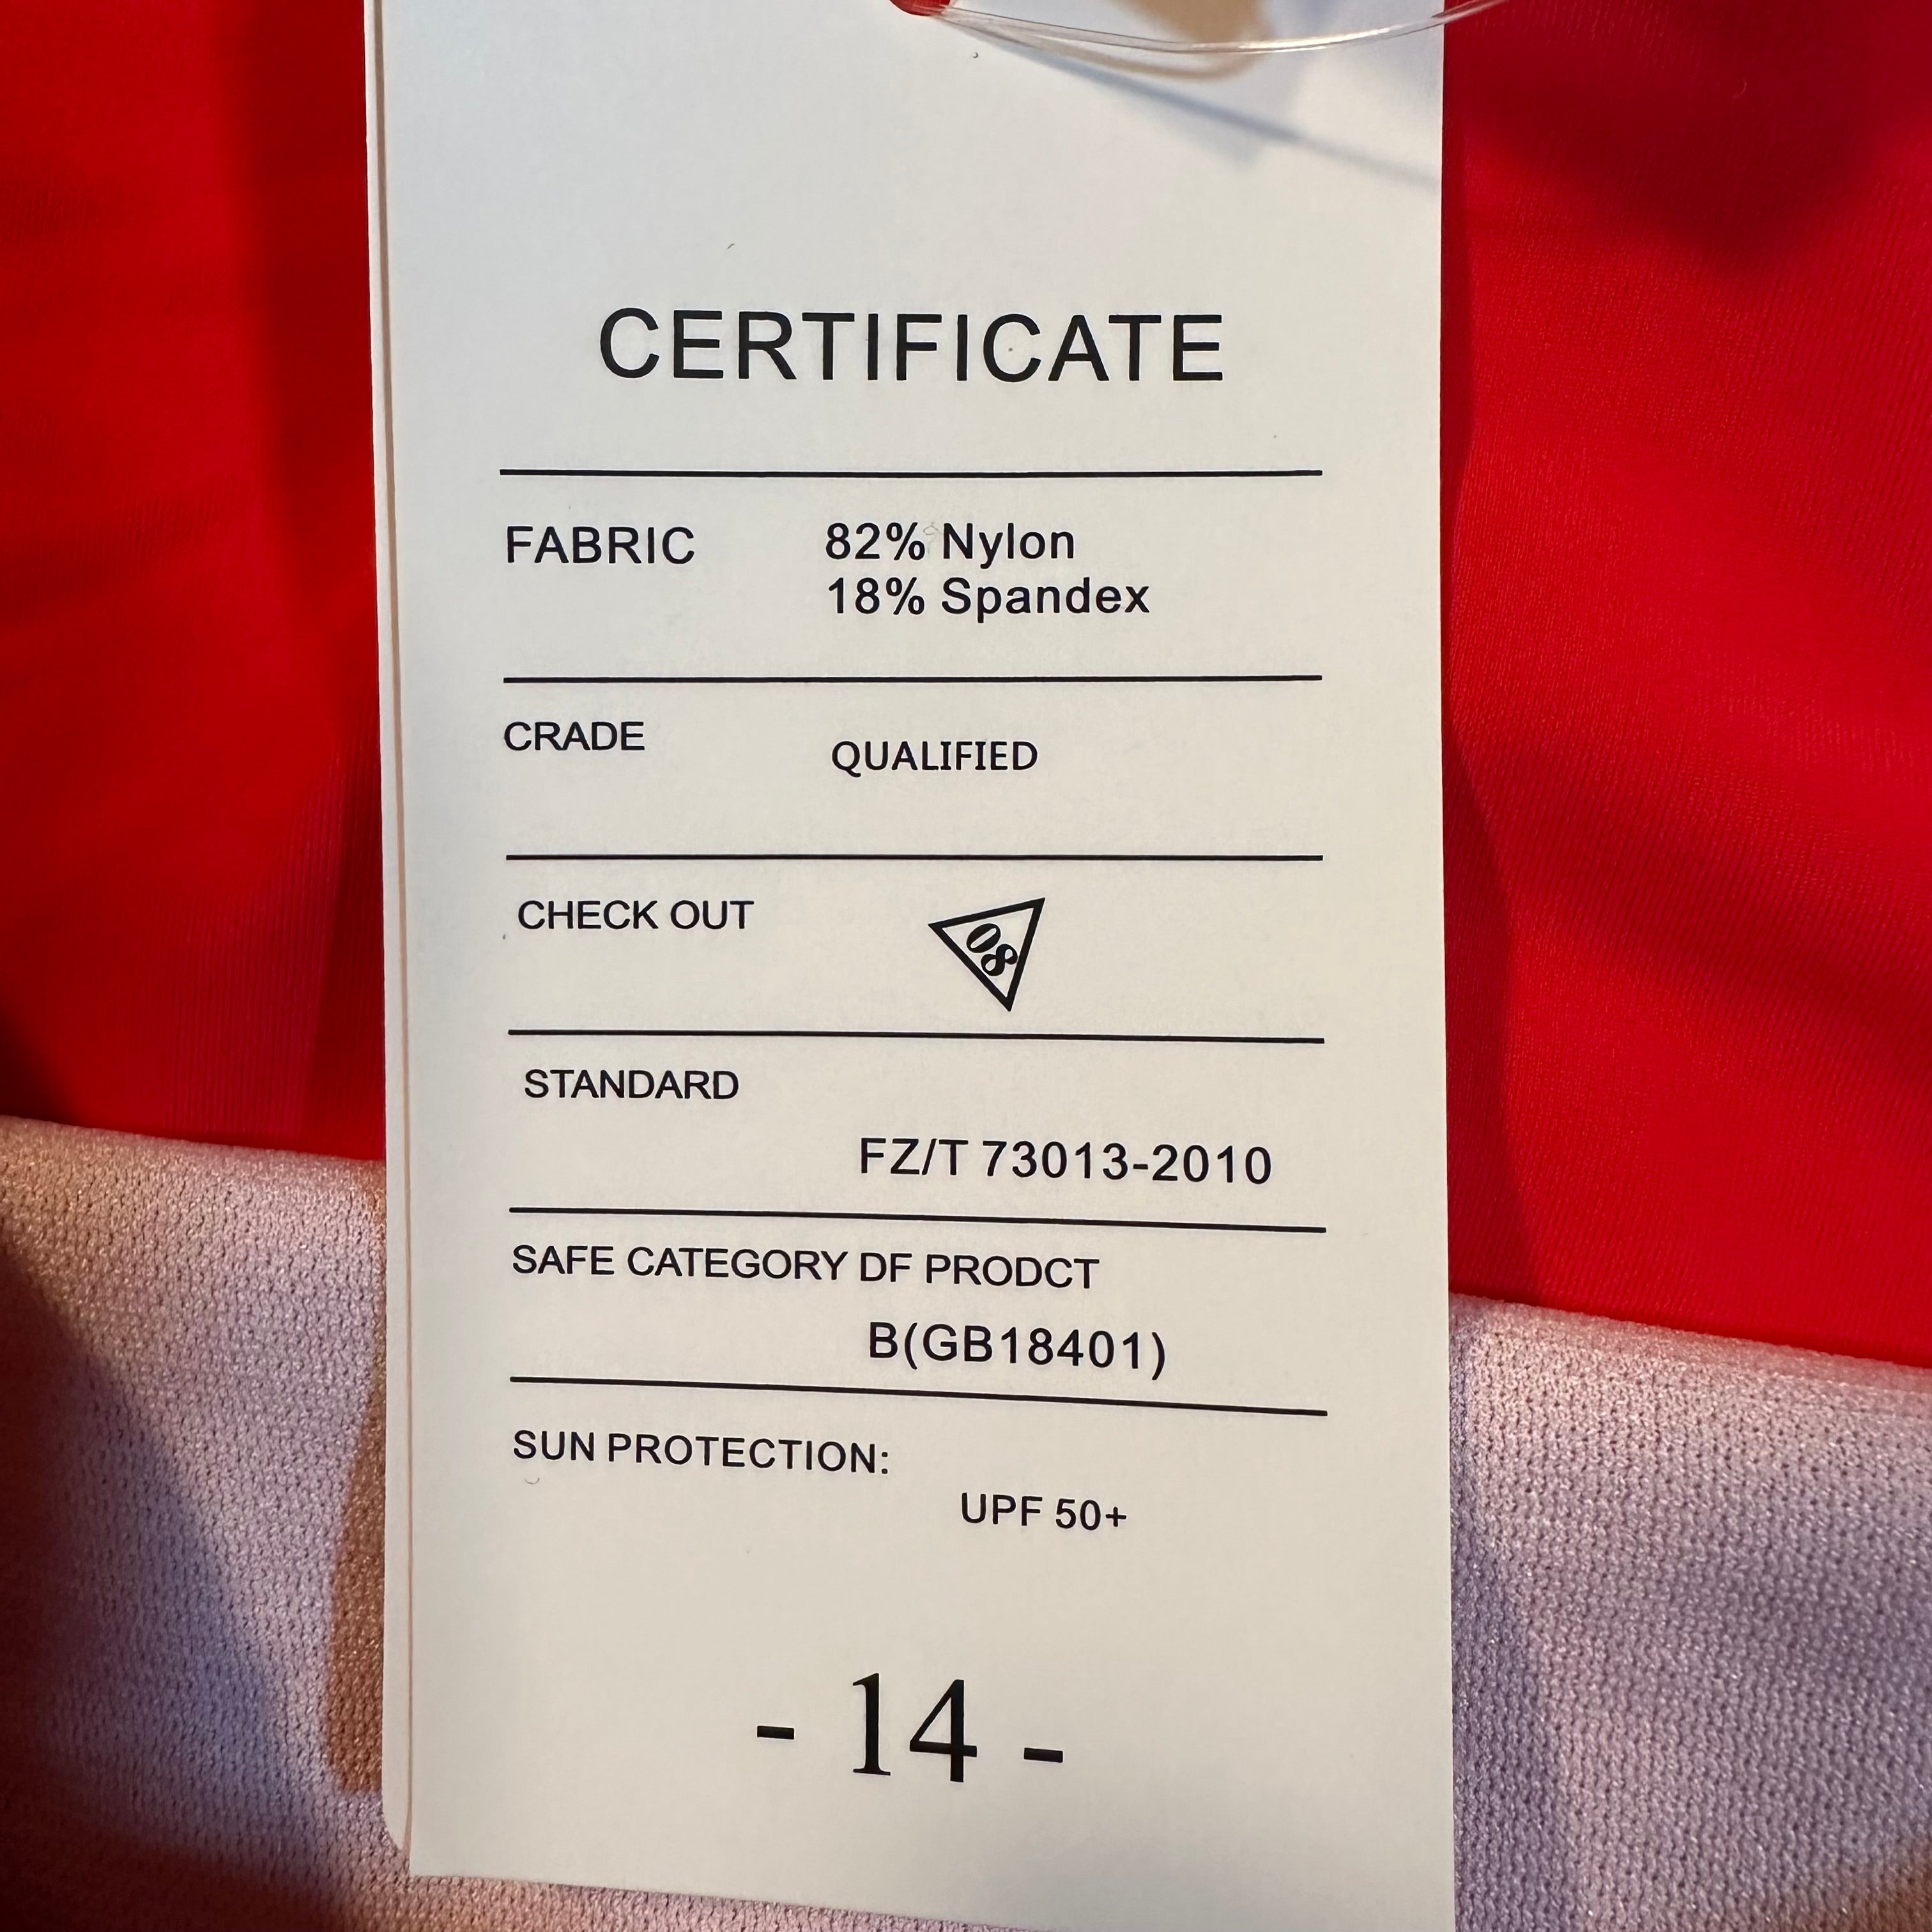 CERTIFICATE
FABRIC 82% Nylon
18% Spandex
CRADE QUALIFIED
CHECK OUT 08
STANDARD
FZ/T 73013-2010
SAFE CATEGORY DF PRODCT
B(GB18401)
SUN PROTECTION:
UPF 50+
- 14 -